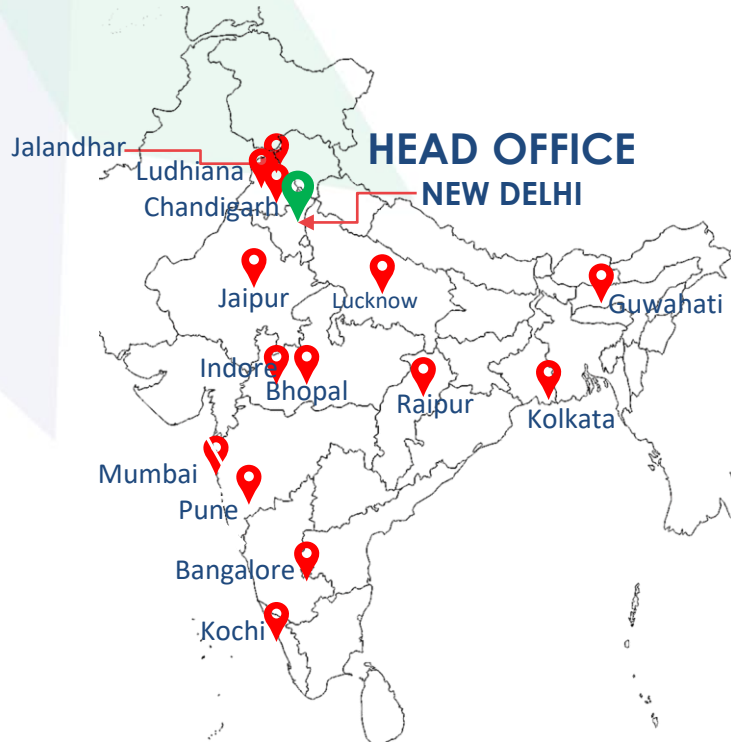 HEAD OFFICE
Jalandhar
Ludhiana
NEW DELHI
Chandigarh
Jaipur
Lucknow
Guwahati
Indore
Bhopal
Raipur
Kolkata
Mumbai
Pune
Bangalore
Kochi